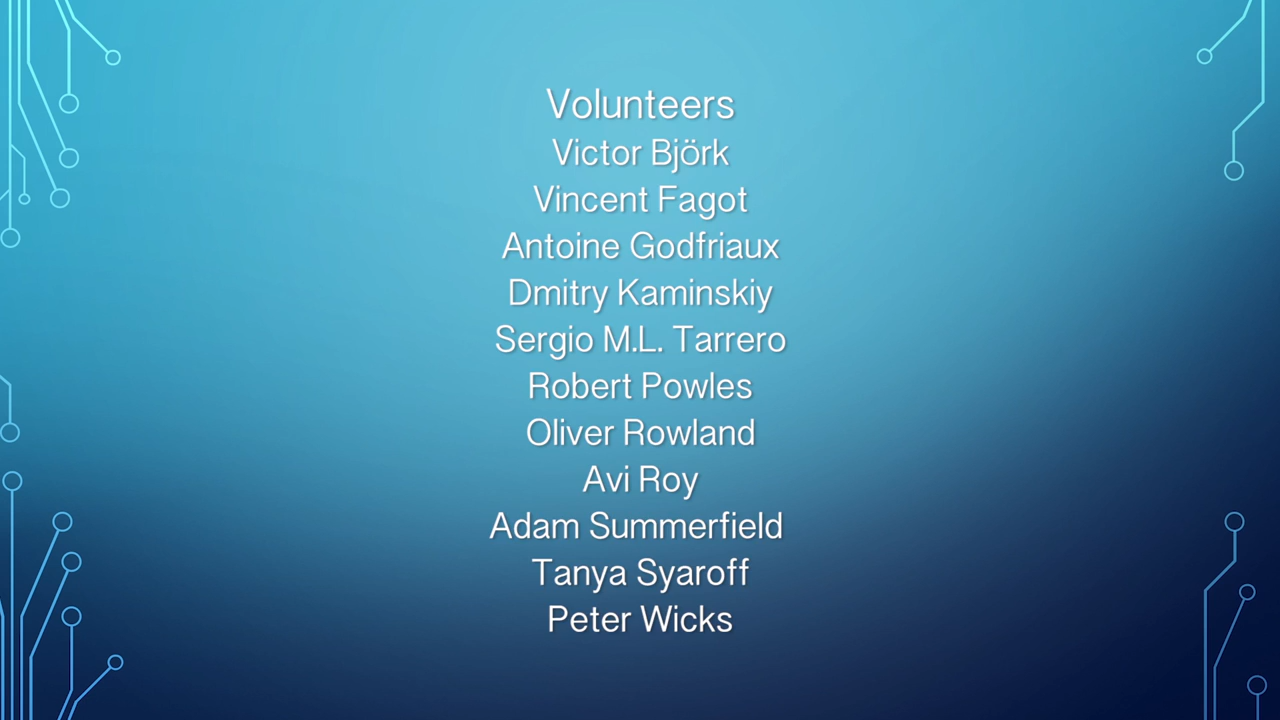 Volunteers
Victor Björk
Vincent Fagot
Antoine Godfriaux
Dmitry Kaminskiy
Sergio M.L. Tarrero
Robert Powles
Oliver Rowland
Avi Roy
Adam Summerfield
Tanya Syaroff
Peter Wicks